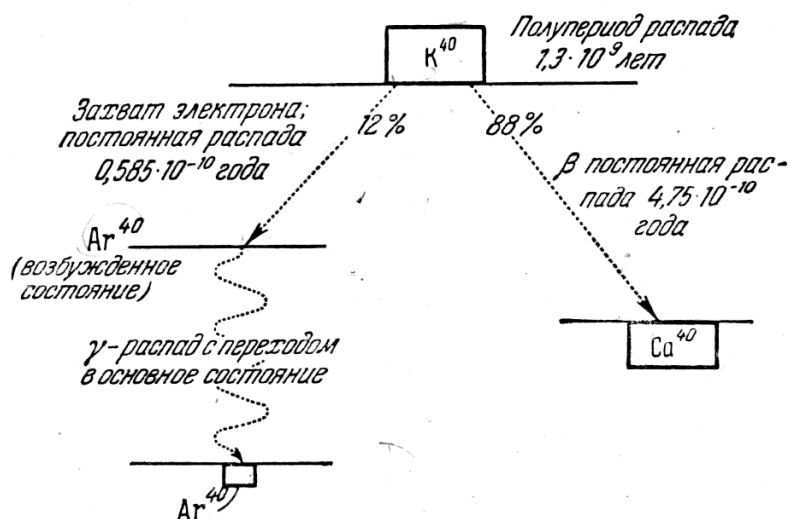 K⁴⁰
Полупериод распада
1,3·10⁹ лет
Захват электрона;
постоянная распада
0,585·10⁻¹⁰ года
12%
88%
β постоянная рас-
пада 4,75·10⁻¹⁰
года
Ar⁴⁰
(возбужденное
состояние)
γ-распад с переходом
в основное состояние
Ca⁴⁰
Ar⁴⁰